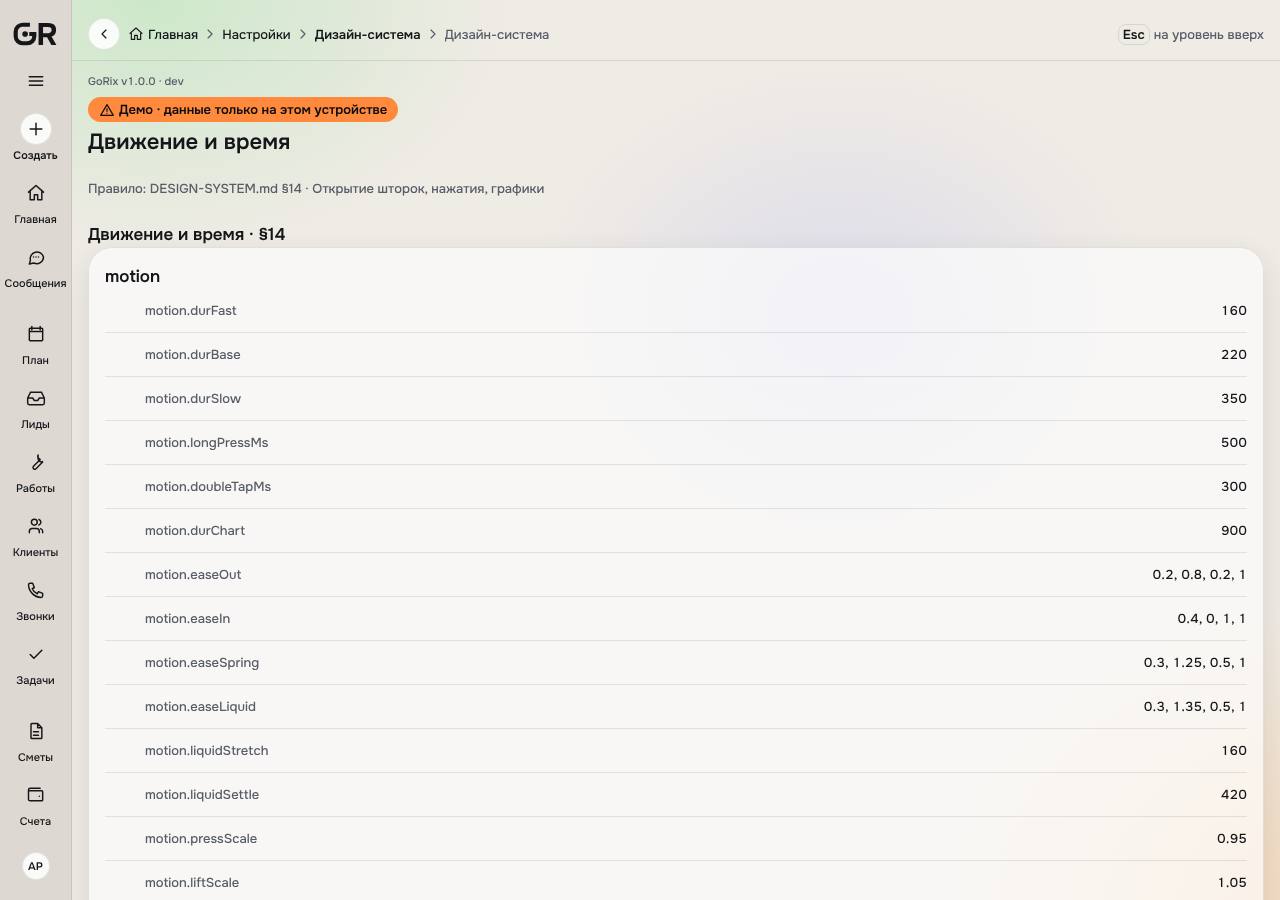 GR
Главная
Настройки
Дизайн-система
Дизайн-система
Esc на уровень вверх
GoRix v1.0.0 · dev
Демо · данные только на этом устройстве
Движение и время
Правило: DESIGN-SYSTEM.md §14 · Открытие шторок, нажатия, графики
Движение и время · §14
motion
motion.durFast 160
motion.durBase 220
motion.durSlow 350
motion.longPressMs 500
motion.doubleTapMs 300
motion.durChart 900
motion.easeOut 0.2, 0.8, 0.2, 1
motion.easeIn 0.4, 0, 1, 1
motion.easeSpring 0.3, 1.25, 0.5, 1
motion.easeLiquid 0.3, 1.35, 0.5, 1
motion.liquidStretch 160
motion.liquidSettle 420
motion.pressScale 0.95
motion.liftScale 1.05
Создать
Главная
Сообщения
План
Лиды
Работы
Клиенты
Звонки
Задачи
Сметы
Счета
AP